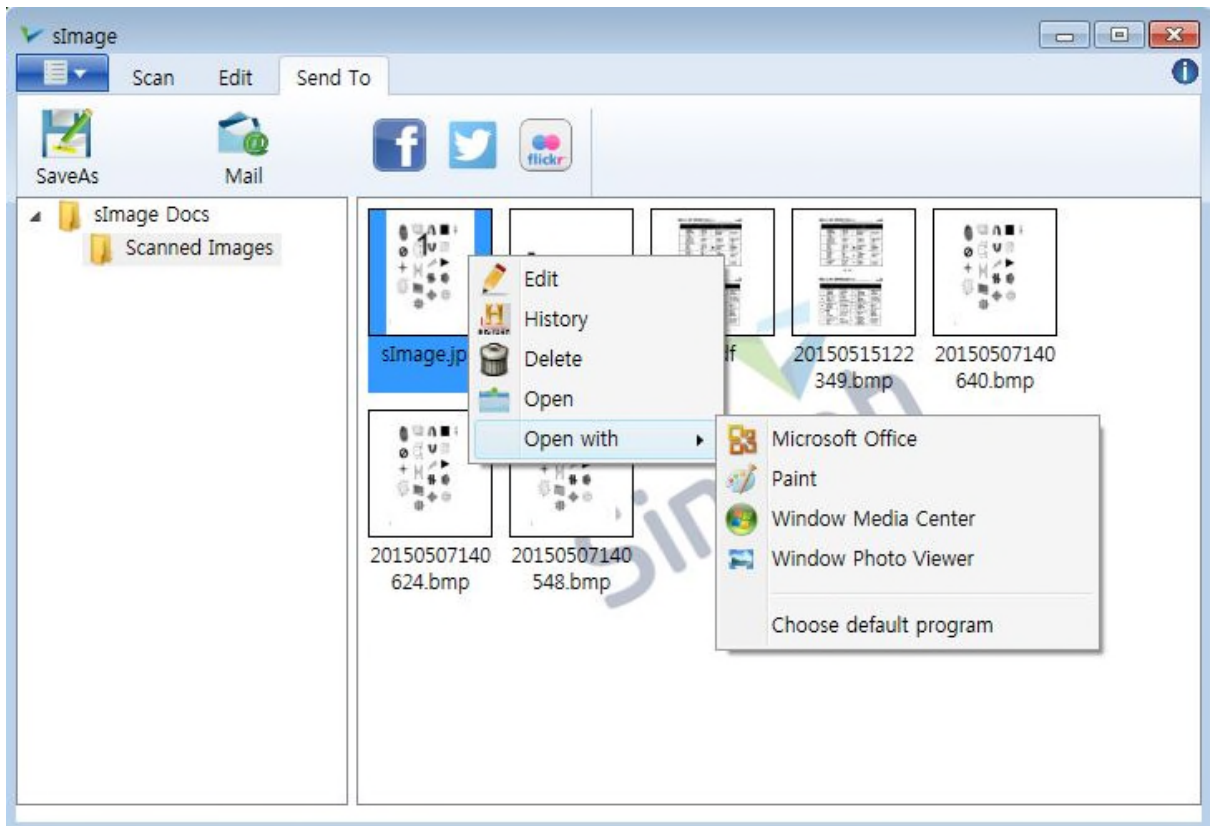 sImage
Scan Edit Send To
SaveAs Mail
flickr
sImage Docs
Scanned Images
Edit
History
Delete
Open
Open with
Microsoft Office
Paint
Window Media Center
Window Photo Viewer
Choose default program
sImage.jp
20150515122
349.bmp
20150507140
640.bmp
20150507140
624.bmp
20150507140
548.bmp